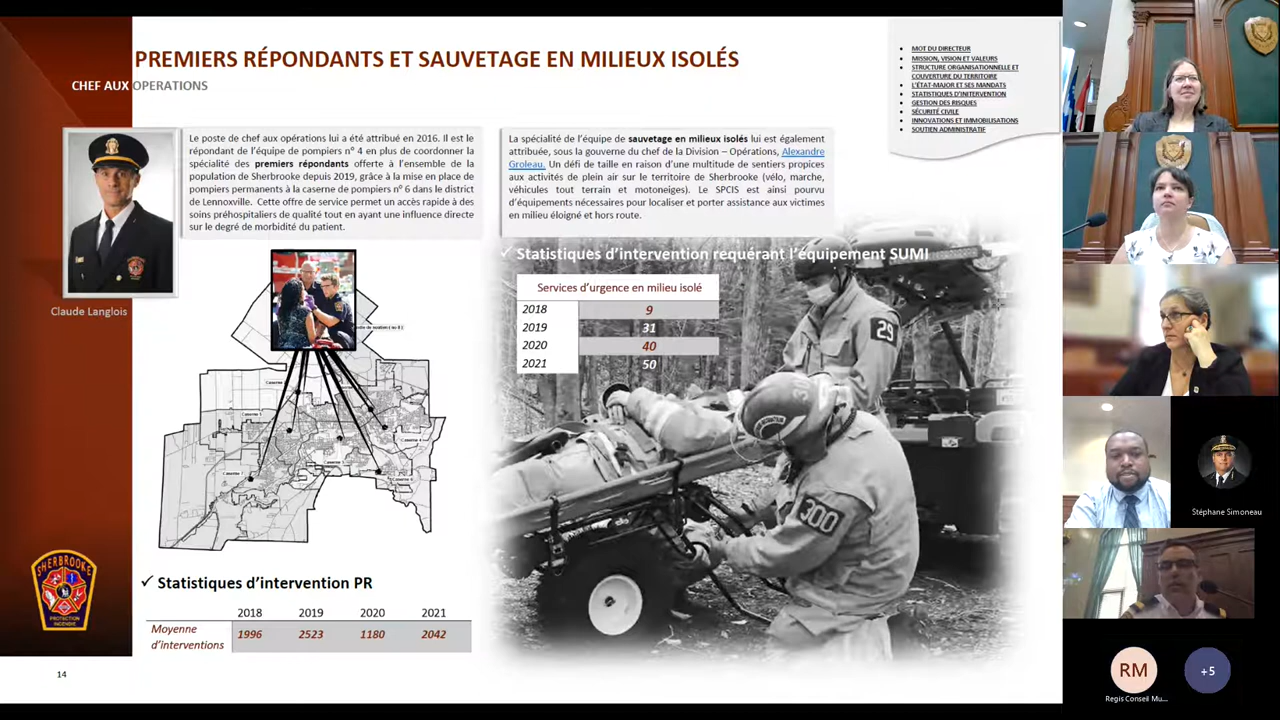 PREMIERS RÉPONDANTS ET SAUVETAGE EN MILIEUX ISOLÉS
CHEF AUX OPERATIONS
• MOT DU DIRECTEUR
• MISSION, VISION ET VALEURS
• STRUCTURE ORGANISATIONNELLE ET
COUVERTURE DU TERRITOIRE
• L'ÉTAT-MAJOR ET SES MANDATS
• STATISTIQUES D'INITERVENTION
• GESTION DES RISQUES
• SÉCURITÉ CIVILE
• INNOVATIONS ET IMMOBILISATIONS
• SOUTIEN ADMINISTRATIF
Claude Langlois
Le poste de chef aux opérations lui a été attribué en 2016. Il est le
répondant de l'équipe de pompiers nº 4 en plus de coordonner la
spécialité des premiers répondants offerte à l'ensemble de la
population de Sherbrooke depuis 2019, grâce à la mise en place de
pompiers permanents à la caserne de pompiers nº 6 dans le district
de Lennoxville. Cette offre de service permet un accès rapide à des
soins préhospitaliers de qualité tout en ayant une influence directe
sur le degré de morbidité du patient.
La spécialité de l'équipe de sauvetage en milieux isolés lui est également
attribuée, sous la gouverne du chef de la Division – Opérations, Alexandre
Groleau. Un défi de taille en raison d'une multitude de sentiers propices
aux activités de plein air sur le territoire de Sherbrooke (vélo, marche,
véhicules tout terrain et motoneiges). Le SPCIS est ainsi pourvu
d'équipements nécessaires pour localiser et porter assistance aux victimes
en milieu éloigné et hors route.
✓ Statistiques d'intervention requérant l'équipement SUMI
Services d'urgence en milieu isolé
2018 9
2019 31
2020 40
2021 50
29
300
Caserne 7
✓ Statistiques d'intervention PR
2018 2019 2020 2021
Moyenne
d'interventions 1996 2523 1180 2042
SHERBROOKE
PROTECTION
INCENDIE
14
Stéphane Simoneau
RM
Regis Conseil Mu...
+5